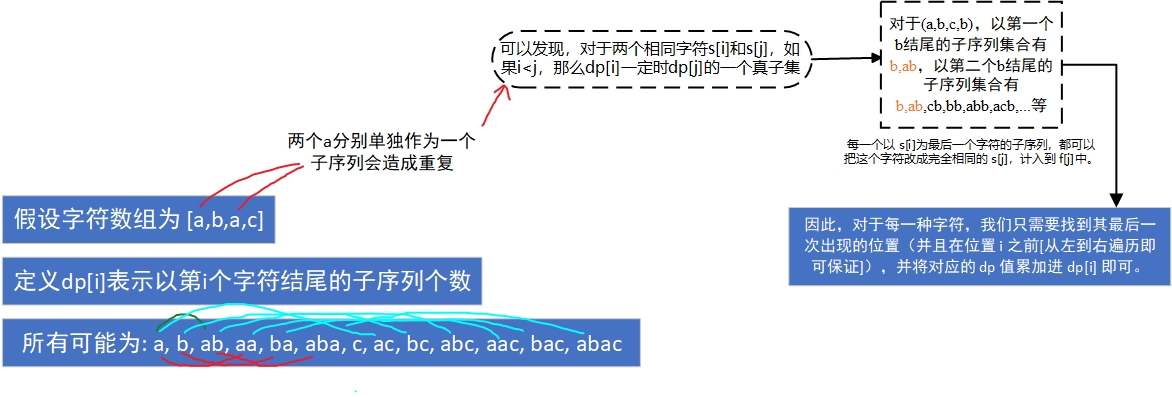 可以发现，对于两个相同字符s[i]和s[j]，如
果i<j，那么dp[i]一定时dp[j]的一个真子集
对于(a,b,c,b)，以第一个
b结尾的子序列集合有
b,ab，以第二个b结尾的
子序列集合有
b,ab,cb,bb,abb,acb,...等
每一个以 s[i]为最后一个字符的子序列，都可以
把这个字符改成完全相同的 s[j]，计入到 f[j]中。
两个a分别单独作为一个
子序列会造成重复
假设字符数组为 [a,b,a,c]
定义dp[i]表示以第i个字符结尾的子序列个数
所有可能为: a, b, ab, aa, ba, aba, c, ac, bc, abc, aac, bac, abac
因此，对于每一种字符，我们只需要找到其最后一
次出现的位置（并且在位置 i 之前[从左到右遍历即
可保证]），并将对应的 dp 值累加进 dp[i] 即可。